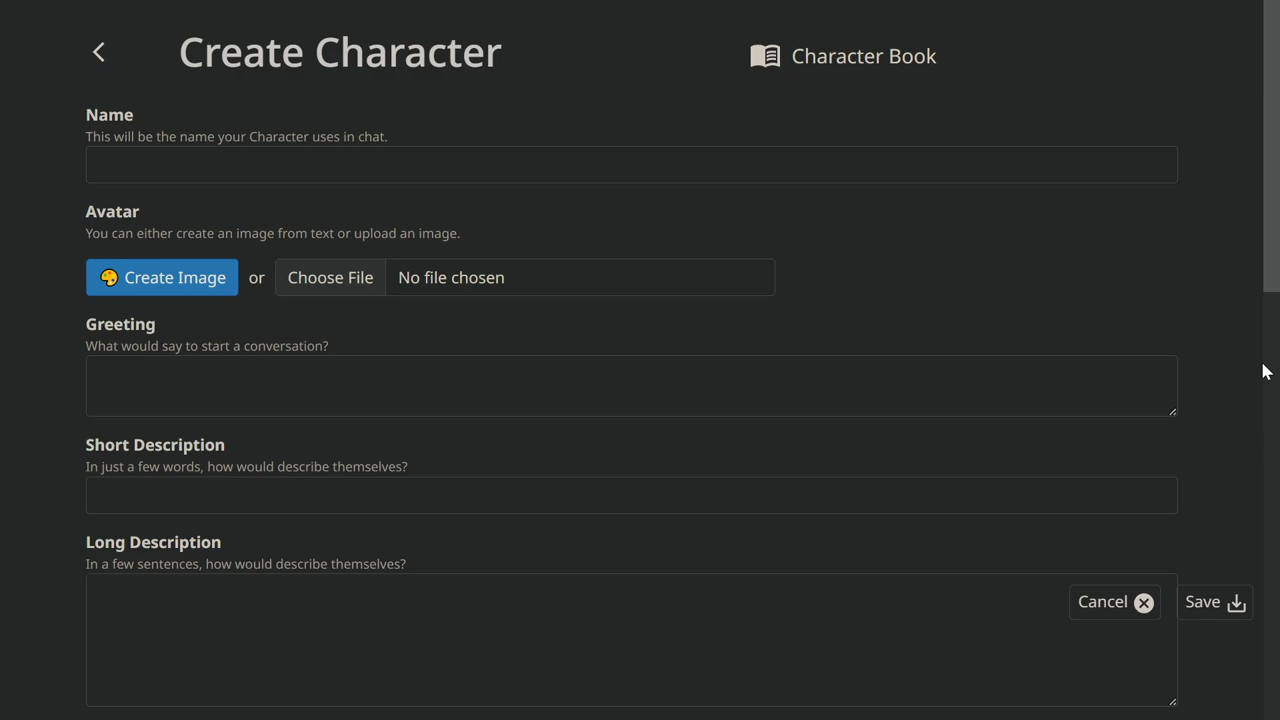 Create Character
Character Book
Name
This will be the name your Character uses in chat.
Avatar
You can either create an image from text or upload an image.
Create Image or Choose File No file chosen
Greeting
What would say to start a conversation?
Short Description
In just a few words, how would describe themselves?
Long Description
In a few sentences, how would describe themselves?
Cancel
Save